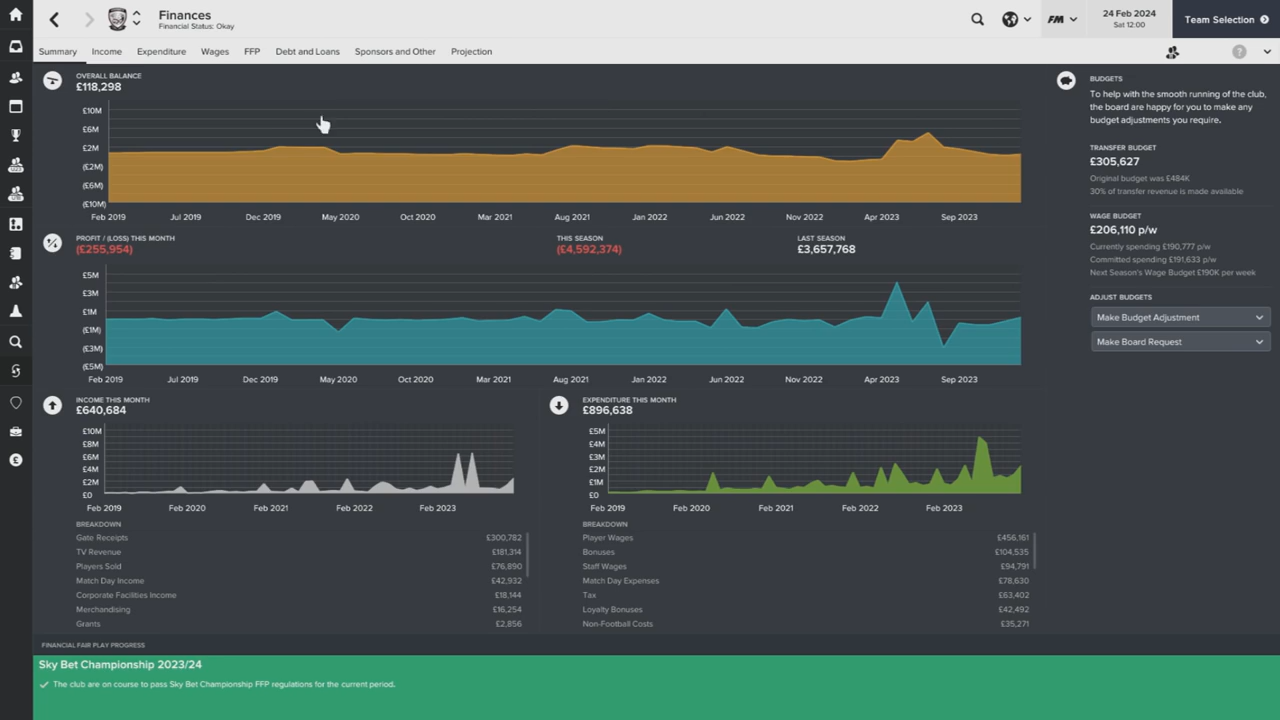 Finances
Financial Status: Okay
FM
24 Feb 2024
Sat 12:00
Team Selection
Summary
Income
Expenditure
Wages
FFP
Debt and Loans
Sponsors and Other
Projection
?
OVERALL BALANCE
£118,298
£10M
£6M
£2M
(£2M)
(£6M)
(£10M)
Feb 2019 Jul 2019 Dec 2019 May 2020 Oct 2020 Mar 2021 Aug 2021 Jan 2022 Jun 2022 Nov 2022 Apr 2023 Sep 2023
PROFIT / (LOSS) THIS MONTH
(£255,954)
THIS SEASON
(£4,592,374)
LAST SEASON
£3,657,768
£5M
£3M
£1M
(£1M)
(£3M)
(£5M)
Feb 2019 Jul 2019 Dec 2019 May 2020 Oct 2020 Mar 2021 Aug 2021 Jan 2022 Jun 2022 Nov 2022 Apr 2023 Sep 2023
INCOME THIS MONTH
£640,684
£10M
£8M
£6M
£4M
£2M
£0
Feb 2019 Feb 2020 Feb 2021 Feb 2022 Feb 2023
BREAKDOWN
Gate Receipts £300,782
TV Revenue £181,314
Players Sold £76,890
Match Day Income £42,932
Corporate Facilities Income £18,144
Merchandising £16,254
Grants £2,856
EXPENDITURE THIS MONTH
£896,638
£5M
£4M
£3M
£2M
£1M
£0
Feb 2019 Feb 2020 Feb 2021 Feb 2022 Feb 2023
BREAKDOWN
Player Wages £456,161
Bonuses £104,535
Staff Wages £94,791
Match Day Expenses £78,630
Tax £63,402
Loyalty Bonuses £42,492
Non-Football Costs £35,271
BUDGETS
To help with the smooth running of the club,
the board are happy for you to make any
budget adjustments you require.
TRANSFER BUDGET
£305,627
Original budget was £484K
30% of transfer revenue is made available
WAGE BUDGET
£206,110 p/w
Currently spending £190,777 p/w
Committed spending £191,633 p/w
Next Season's Wage Budget £190K per week
ADJUST BUDGETS
Make Budget Adjustment
Make Board Request
FINANCIAL FAIR PLAY PROGRESS
Sky Bet Championship 2023/24
The club are on course to pass Sky Bet Championship FFP regulations for the current period.